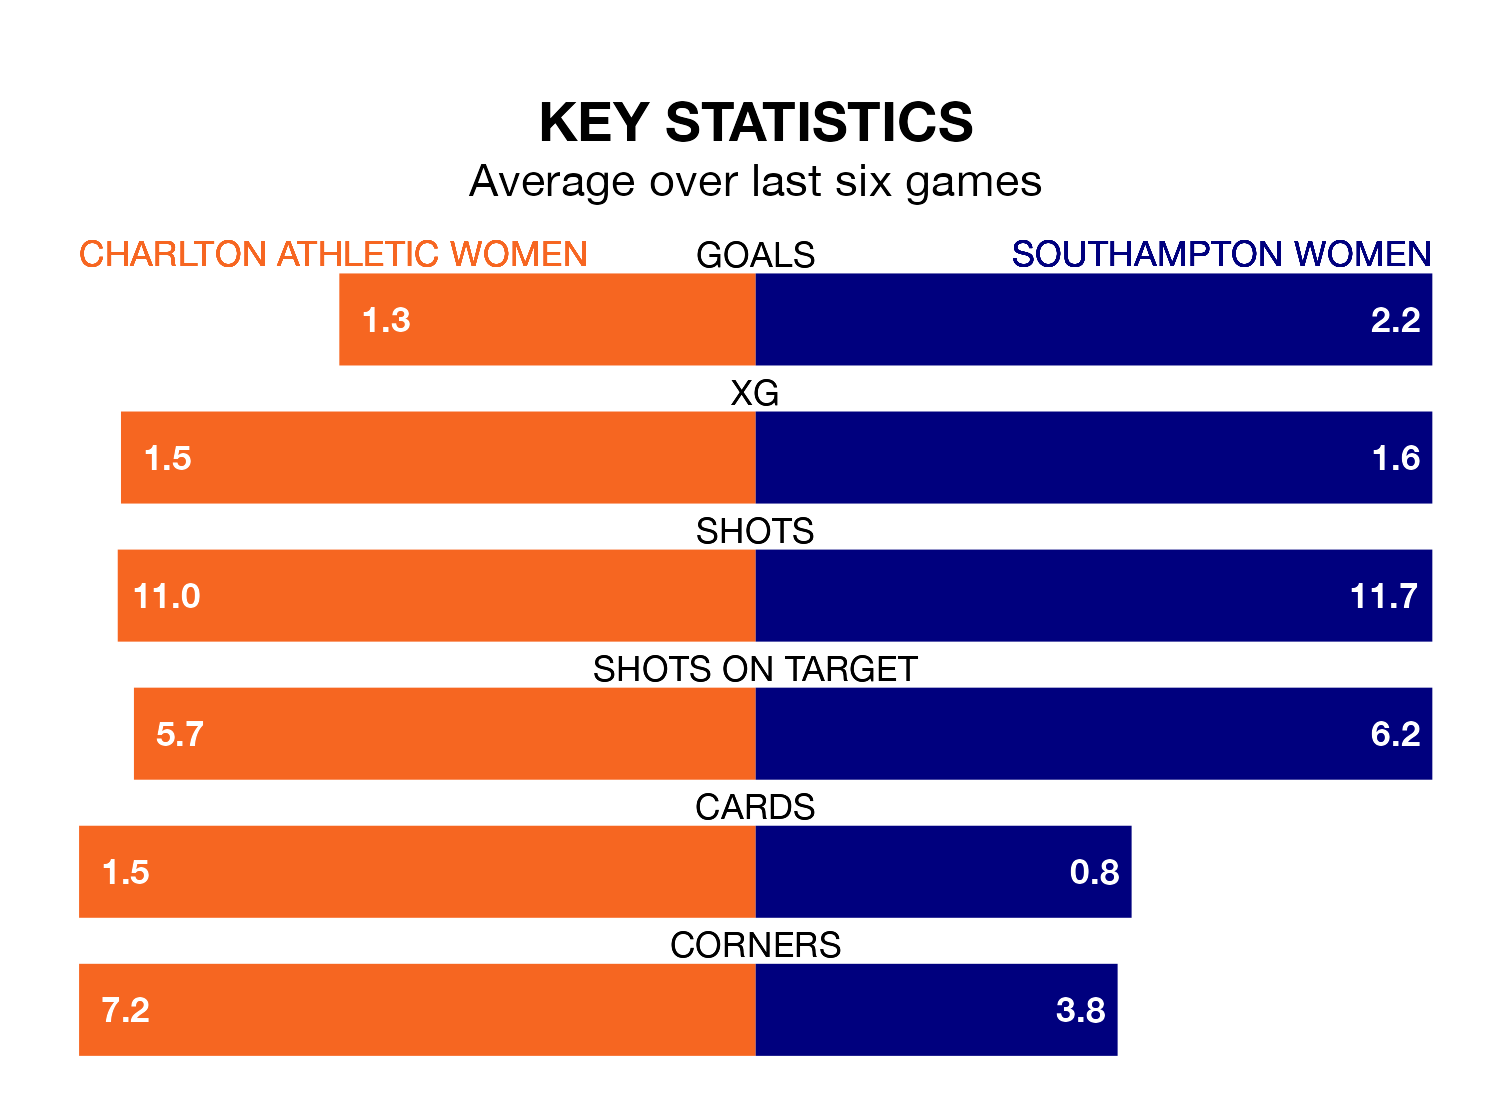 KEY STATISTICS
Average over last six games
CHARLTON ATHLETIC WOMEN GOALS SOUTHAMPTON WOMEN
1.3 2.2
XG
1.5 1.6
SHOTS
11.0 11.7
SHOTS ON TARGET
5.7 6.2
CARDS
1.5 0.8
CORNERS
7.2 3.8